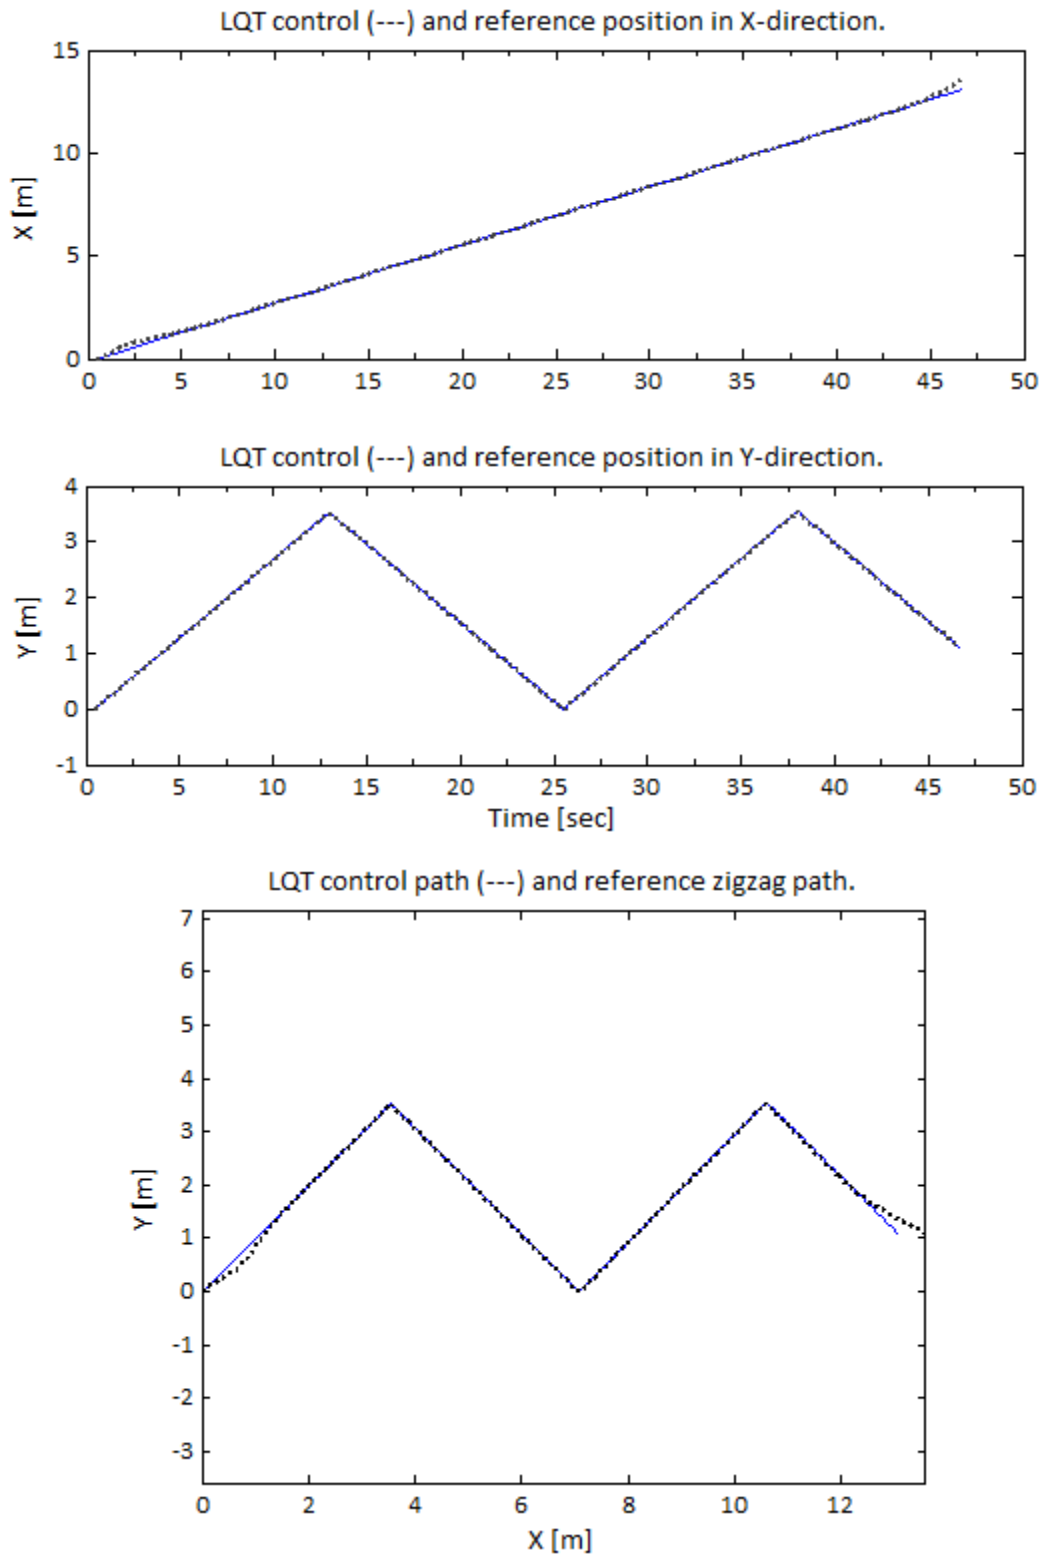 LQT control (---) and reference position in X-direction.
15
10
5
0
X [m]
0 5 10 15 20 25 30 35 40 45 50
LQT control (---) and reference position in Y-direction.
4
3
2
1
0
-1
Y [m]
0 5 10 15 20 25 30 35 40 45 50
Time [sec]
LQT control path (---) and reference zigzag path.
7
6
5
4
3
2
1
0
-1
-2
-3
Y [m]
0 2 4 6 8 10 12
X [m]